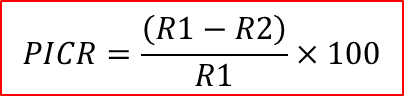 PICR = (R1 − R2) / R1 × 100